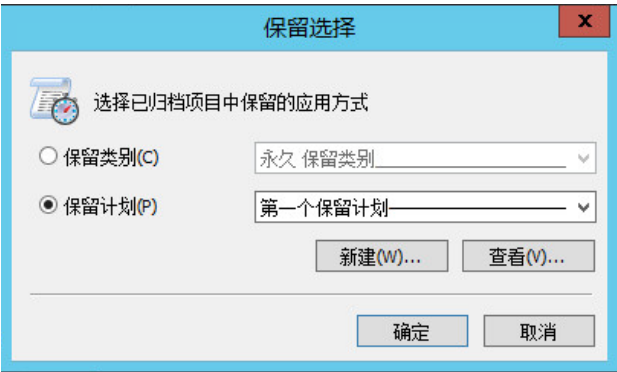 保留选择
x
选择已归档项目中保留的应用方式
保留类别(C)
永久 保留类别
保留计划(P)
第一个保留计划
新建(W)... 查看(V)...
确定 取消